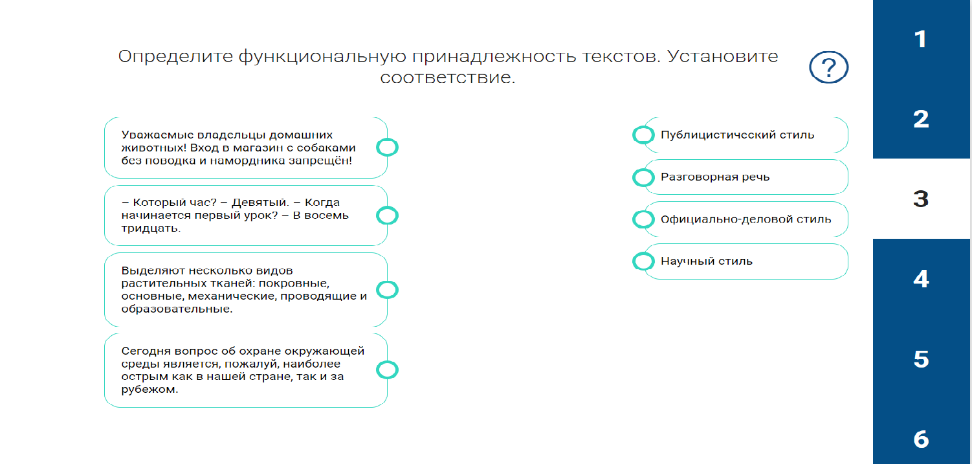 Определите функциональную принадлежность текстов. Установите
соответствие.
?
Уважаемые владельцы домашних
животных! Вход в магазин с собаками
без поводка и намордника запрещён!
– Который час? – Девятый. – Когда
начинается первый урок? – В восемь
тридцать.
Выделяют несколько видов
растительных тканей: покровные,
основные, механические, проводящие и
образовательные.
Сегодня вопрос об охране окружающей
среды является, пожалуй, наиболее
острым как в нашей стране, так и за
рубежом.
Публицистический стиль
Разговорная речь
Официально-деловой стиль
Научный стиль
1
2
3
4
5
6